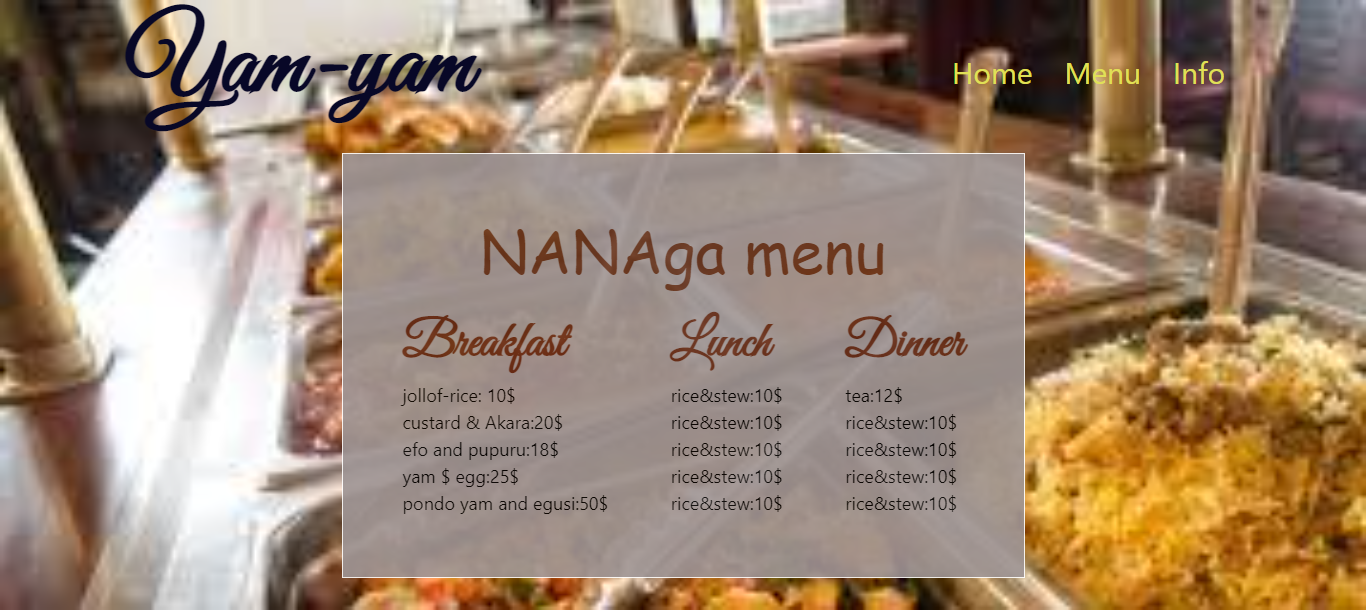 Yam-yam
Home Menu Info
NANAga menu
Breakfast
jollof-rice: 10$
custard & Akara:20$
efo and pupuru:18$
yam $ egg:25$
pondo yam and egusi:50$
Lunch
rice&stew:10$
rice&stew:10$
rice&stew:10$
rice&stew:10$
rice&stew:10$
Dinner
tea:12$
rice&stew:10$
rice&stew:10$
rice&stew:10$
rice&stew:10$